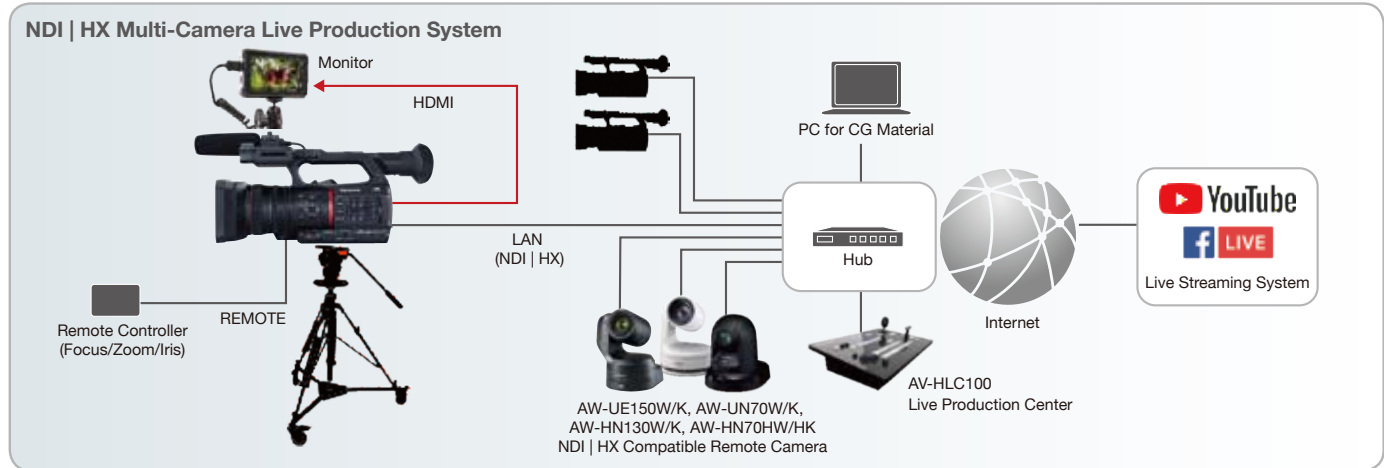 NDI | HX Multi-Camera Live Production System
Monitor
HDMI
PC for CG Material
LAN
(NDI | HX)
Hub
YouTube
f LIVE
Live Streaming System
Internet
Remote Controller
(Focus/Zoom/Iris)
REMOTE
AW-UE150W/K, AW-UN70W/K,
AW-HN130W/K, AW-HN70HW/HK
NDI | HX Compatible Remote Camera
AV-HLC100
Live Production Center